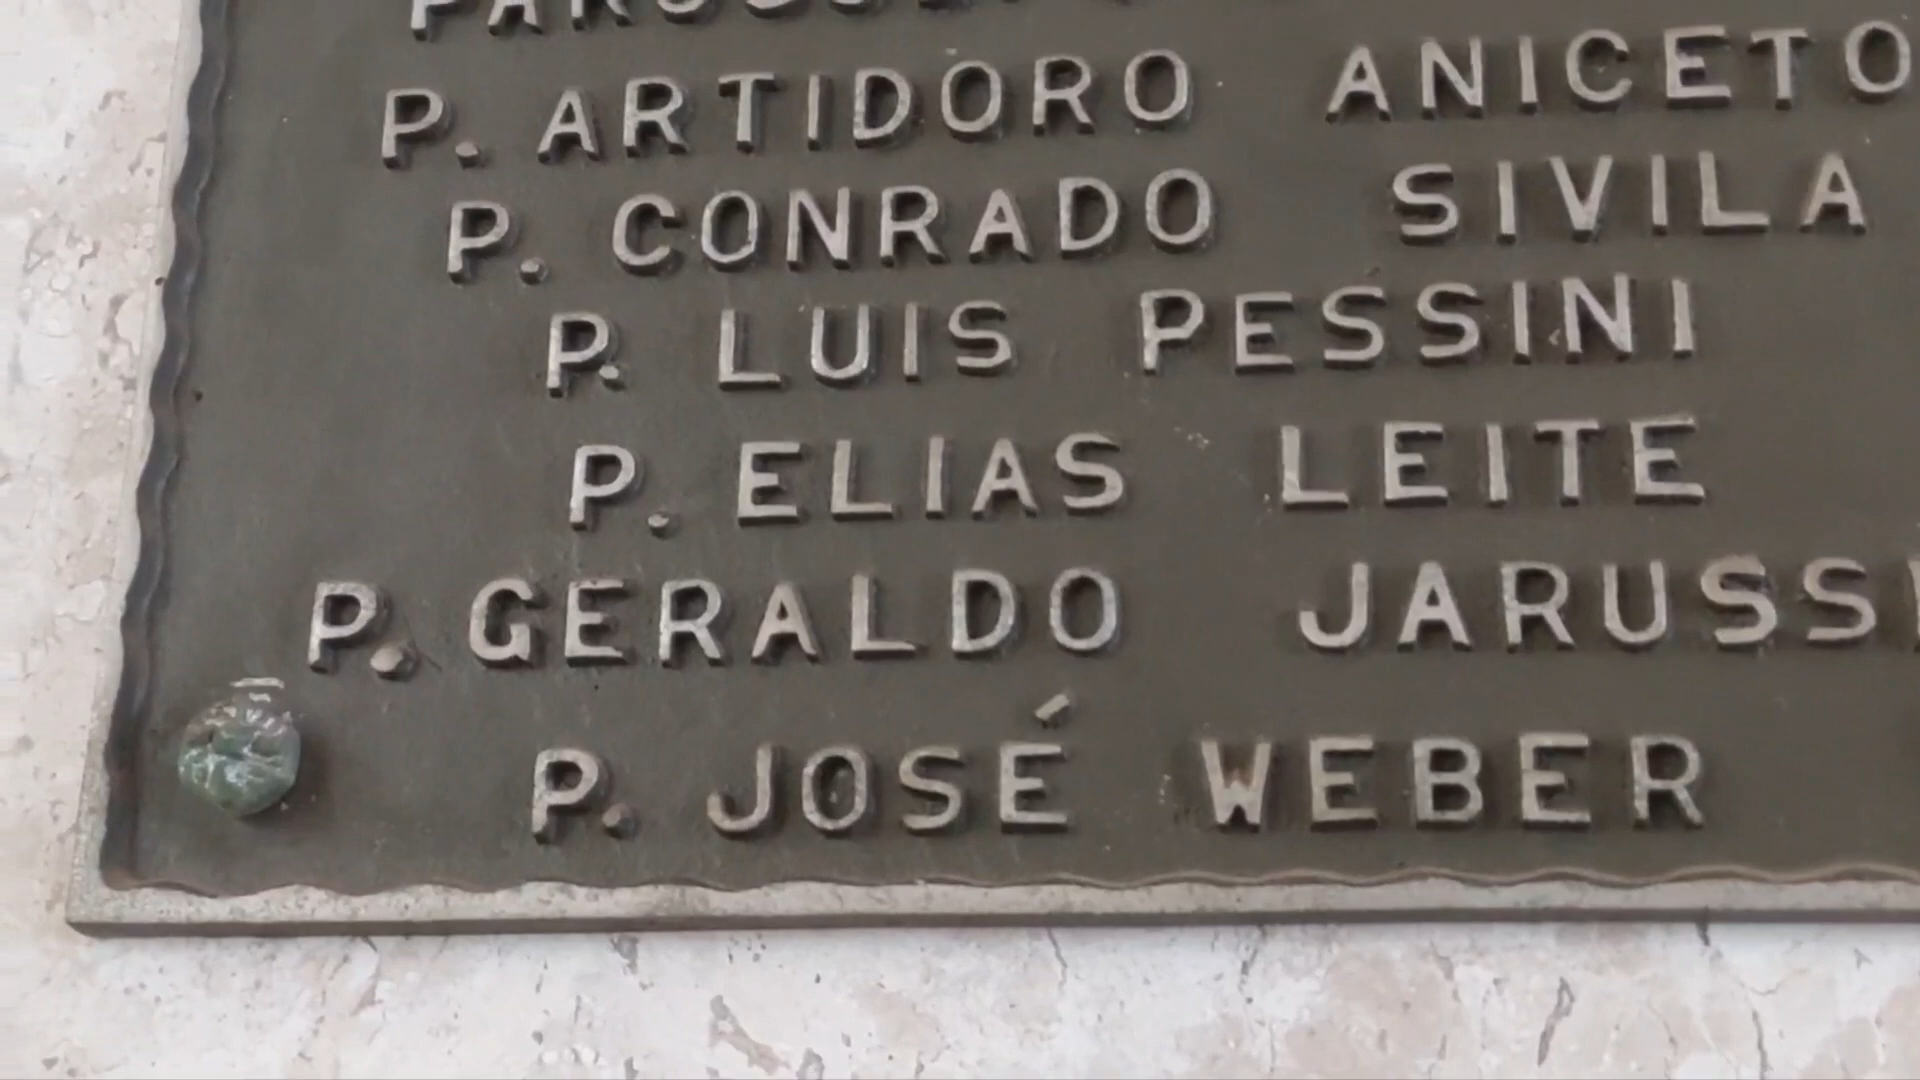 P. ARTIDORO ANICETO
P. CONRADO SIVILA
P. LUIS PESSINI
P. ELIAS LEITE
P. GERALDO
P. JOSÉ WEBER